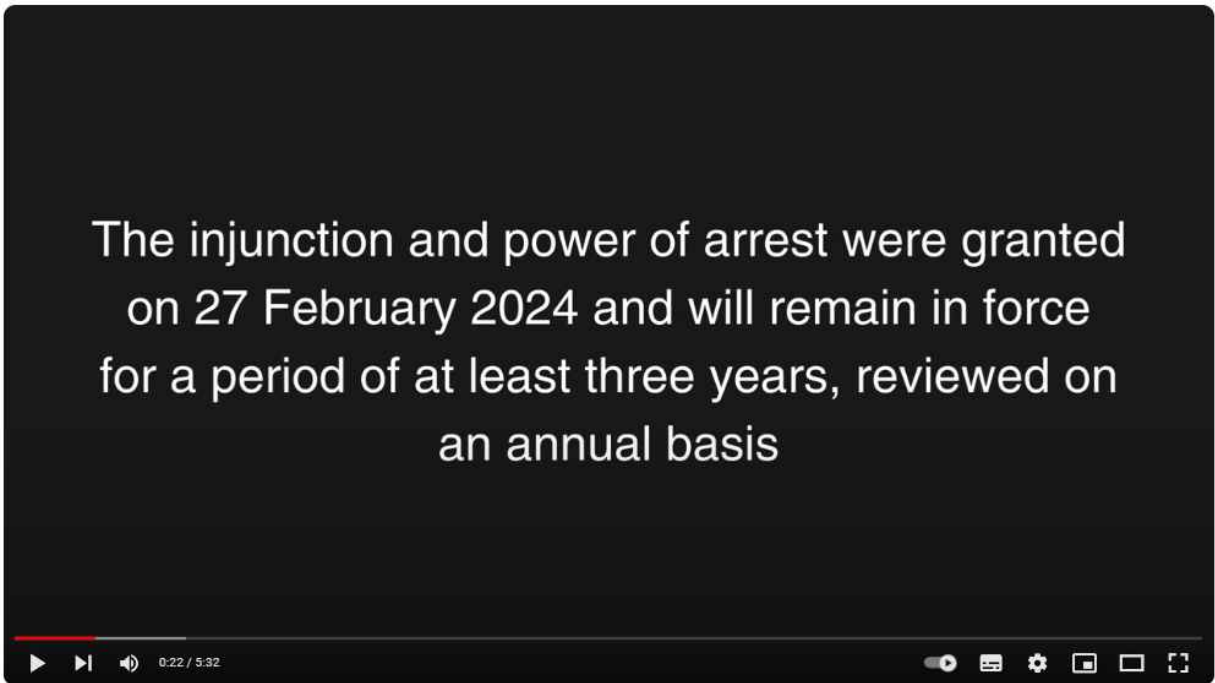 The injunction and power of arrest were granted
on 27 February 2024 and will remain in force
for a period of at least three years, reviewed on
an annual basis
0:22 / 5:32